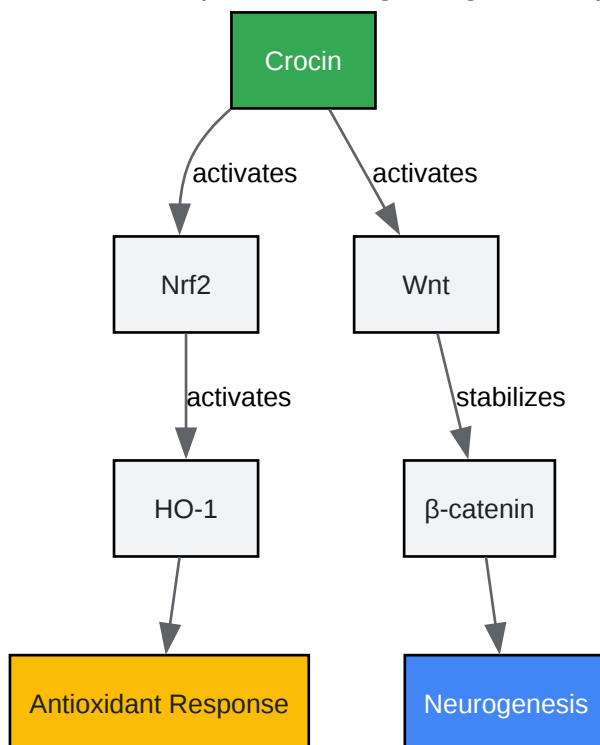 Crocin
activates
activates
Nrf2
Wnt
activates
stabilizes
HO-1
β-catenin
Antioxidant Response
Neurogenesis